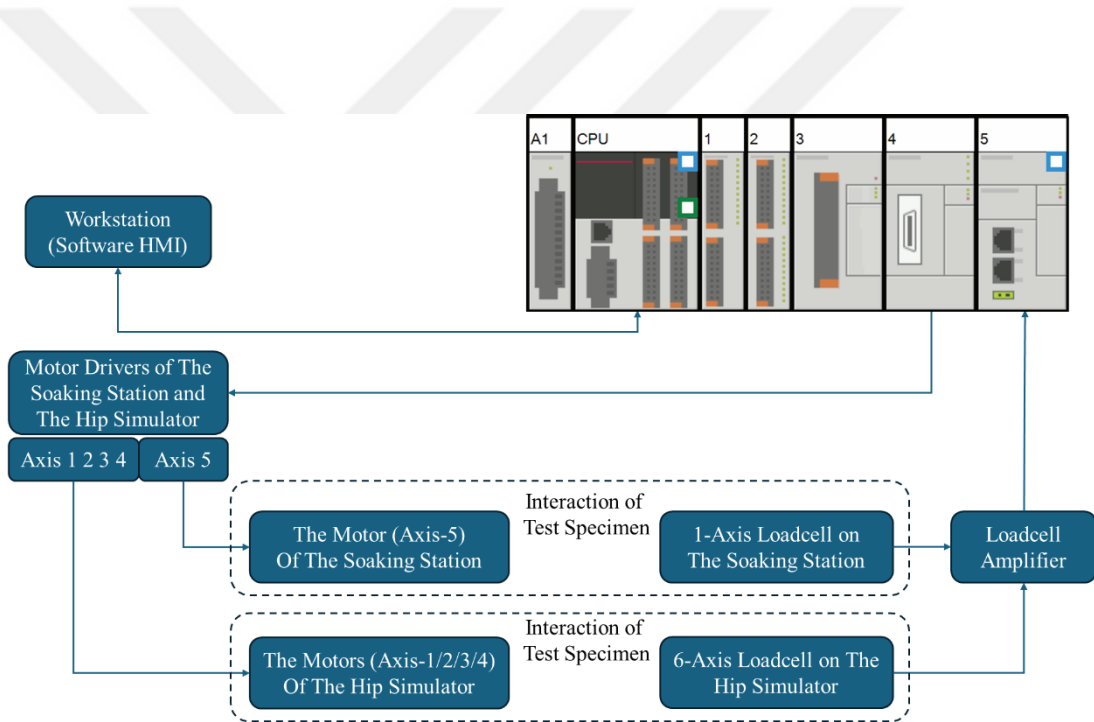 A1 CPU 1 2 3 4 5
Workstation
(Software HMI)
Motor Drivers of The
Soaking Station and
The Hip Simulator
Axis 1 2 3 4
Axis 5
Interaction of
Test Specimen
The Motor (Axis-5)
Of The Soaking Station
1-Axis Loadcell on
The Soaking Station
Loadcell
Amplifier
Interaction of
Test Specimen
The Motors (Axis-1/2/3/4)
Of The Hip Simulator
6-Axis Loadcell on The
Hip Simulator